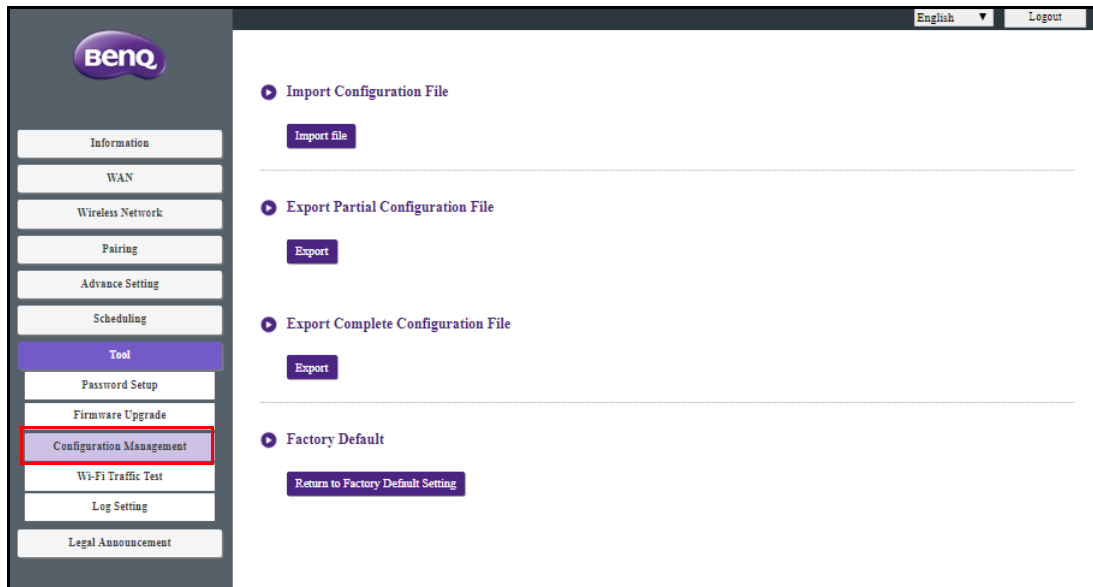 English
Logout
BenQ
Information
WAN
Wireless Network
Pairing
Advance Setting
Scheduling
Tool
Password Setup
Firmware Upgrade
Configuration Management
Wi-Fi Traffic Test
Log Setting
Legal Announcement
Import Configuration File
Import file
Export Partial Configuration File
Export
Export Complete Configuration File
Export
Factory Default
Return to Factory Default Setting